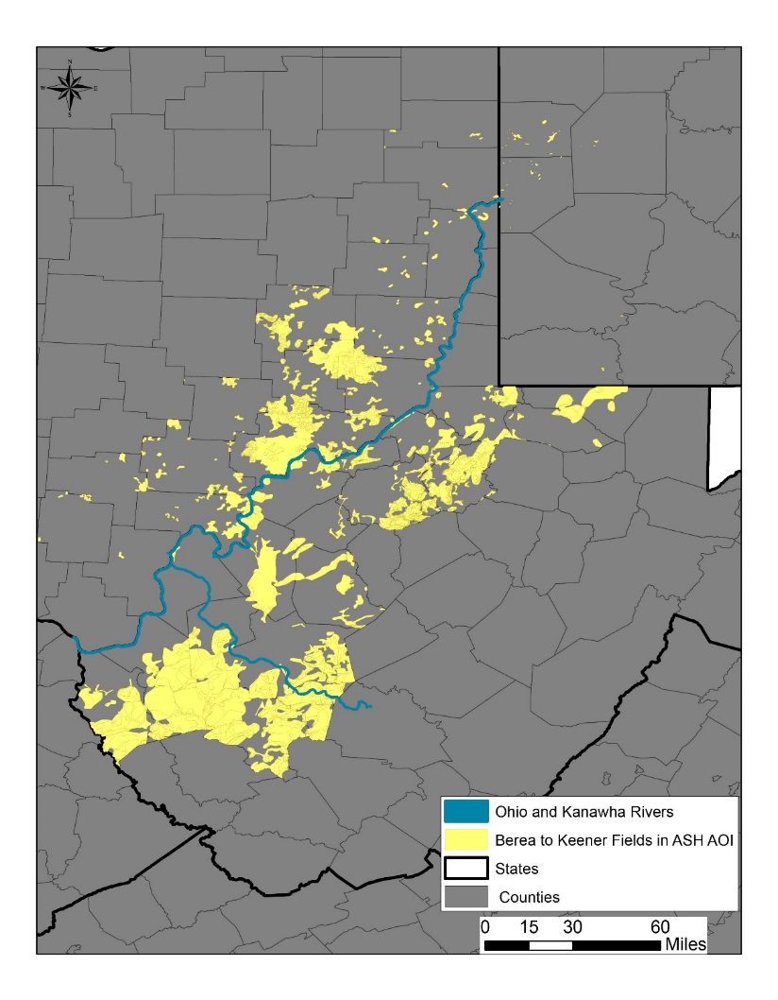 N
W E
S
Ohio and Kanawha Rivers
Berea to Keener Fields in ASH AOI
States
Counties
0 15 30 60
Miles